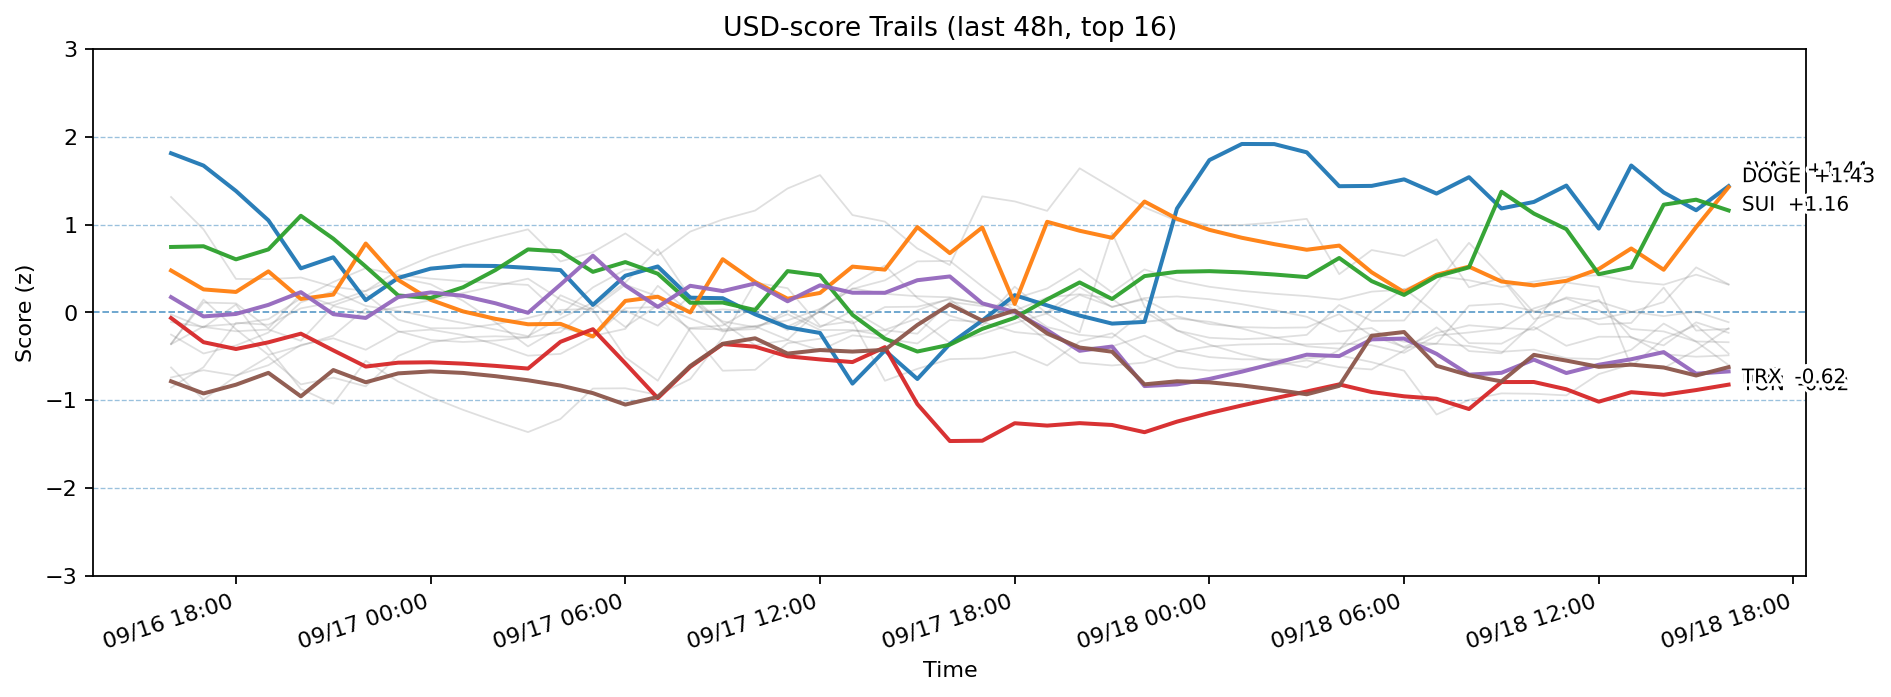 USD-score Trails (last 48h, top 16)
3
2
1
0
−1
−2
−3
Score (z)
DOGE +1.43
SUI +1.16
TRX -0.62
09/16 18:00
09/17 00:00
09/17 06:00
09/17 12:00
09/17 18:00
09/18 00:00
09/18 06:00
09/18 12:00
09/18 18:00
Time